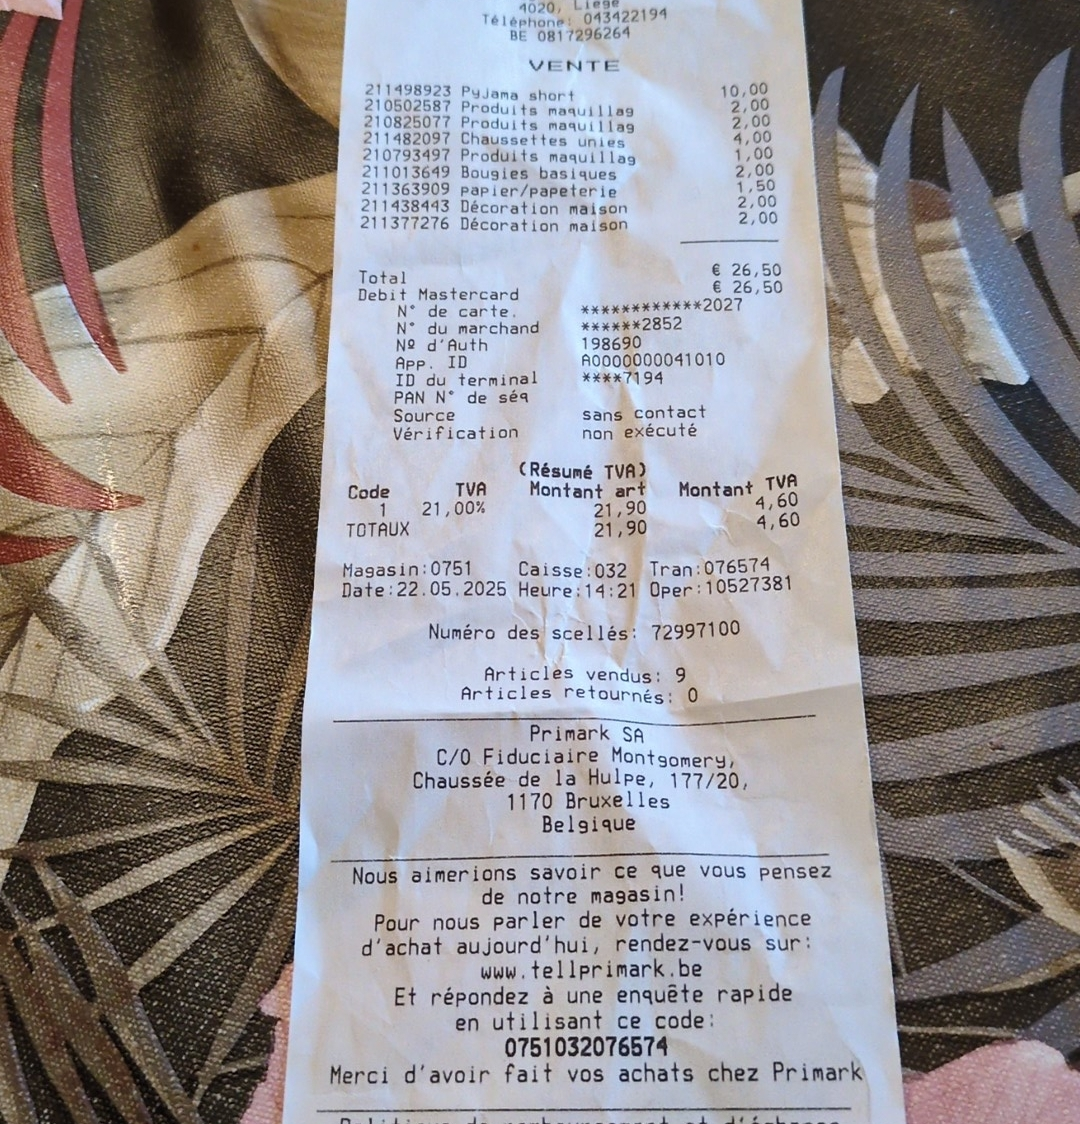 4020, Liege
Téléphone: 043422194
BE 0817296264
VENTE
211498923 Pyjama short 10,00
210502587 Produits maquillag 2,00
210825077 Produits maquillag 2,00
211482097 Chaussettes unies 4,00
210793497 Produits maquillag 1,00
211013649 Bougies basiques 2,00
211363909 papier/papeterie 1,50
211438443 Décoration maison 2,00
211377276 Décoration maison 2,00
Total € 26,50
Debit Mastercard € 26,50
N° de carte. ************2027
N° du marchand ******2852
Nº d'Auth 198690
App. ID A0000000041010
ID du terminal ****7194
PAN N° de séq
Source sans contact
Vérification non exécuté
(Résumé TVA)
Code TVA Montant art Montant TVA
1 21,00% 21,90 4,60
TOTAUX 21,90 4,60
Magasin:0751 Caisse:032 Tran:076574
Date:22.05.2025 Heure:14:21 Oper:10527381
Numéro des scellés: 72997100
Articles vendus: 9
Articles retournés: 0
Primark SA
C/O Fiduciaire Montgomery,
Chaussée de la Hulpe, 177/20,
1170 Bruxelles
Belgique
Nous aimerions savoir ce que vous pensez
de notre magasin!
Pour nous parler de votre expérience
d'achat aujourd'hui, rendez-vous sur:
www.tellprimark.be
Et répondez à une enquête rapide
en utilisant ce code:
0751032076574
Merci d'avoir fait vos achats chez Primark
Politique de remboursement et d'échange